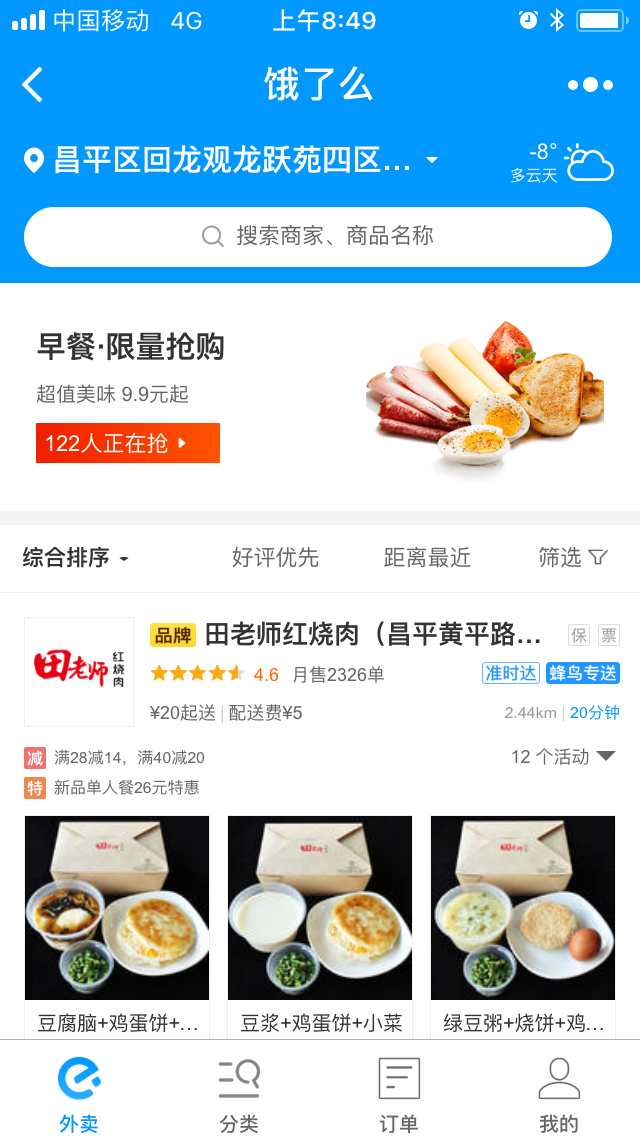 中国移动 4G 上午8:49
饿了么
昌平区回龙观龙跃苑四区... -8°
多云天
搜索商家、商品名称
早餐·限量抢购
超值美味 9.9元起
122人正在抢
综合排序 好评优先 距离最近 筛选
品牌 田老师红烧肉（昌平黄平路... 保 票
田老师 红烧肉
4.6 月售2326单 准时达 蜂鸟专送
¥20起送 | 配送费¥5 2.44km | 20分钟
减 满28减14，满40减20 12 个活动
特 新品单人餐26元特惠
豆腐脑+鸡蛋饼+... 豆浆+鸡蛋饼+小菜 绿豆粥+烧饼+鸡...
外卖 分类 订单 我的